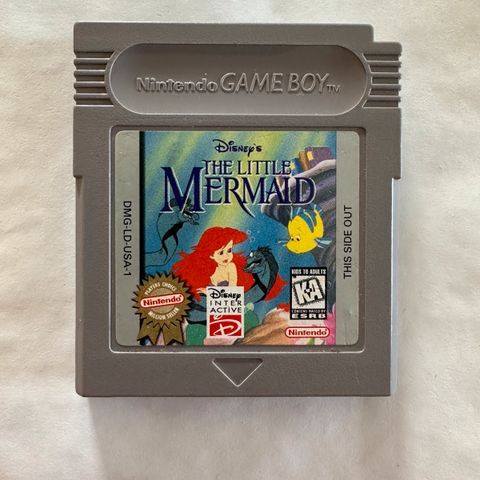 Nintendo GAME BOY TM
Disney's
THE LITTLE
MERMAID
DMG-LD-USA-1
THIS SIDE OUT
PLAYERS CHOICE
Nintendo
MILLION SELLER
DISNEY
INTER
ACTIVE
KIDS TO ADULTS
K-A
CONTENT RATED BY
ESRB
Nintendo